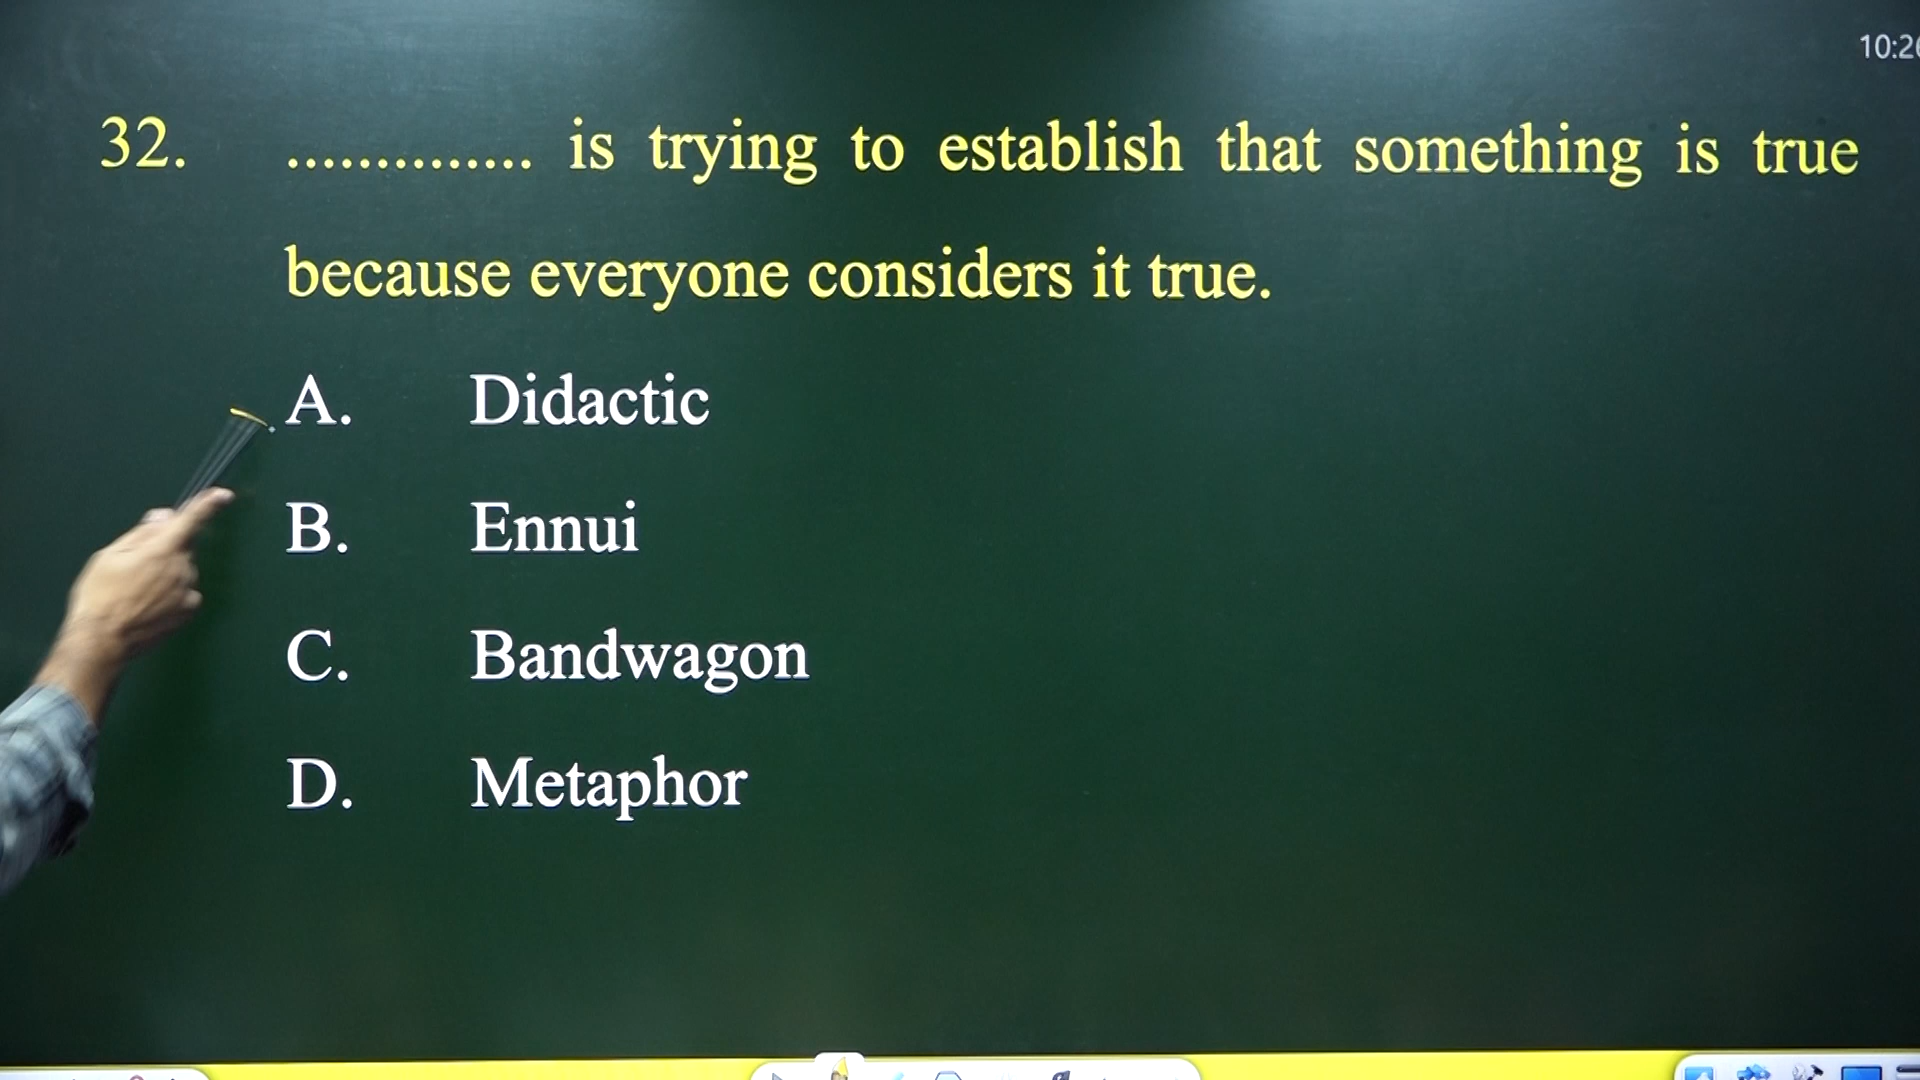 10:26
32. .............. is trying to establish that something is true
because everyone considers it true.
A. Didactic
B. Ennui
C. Bandwagon
D. Metaphor